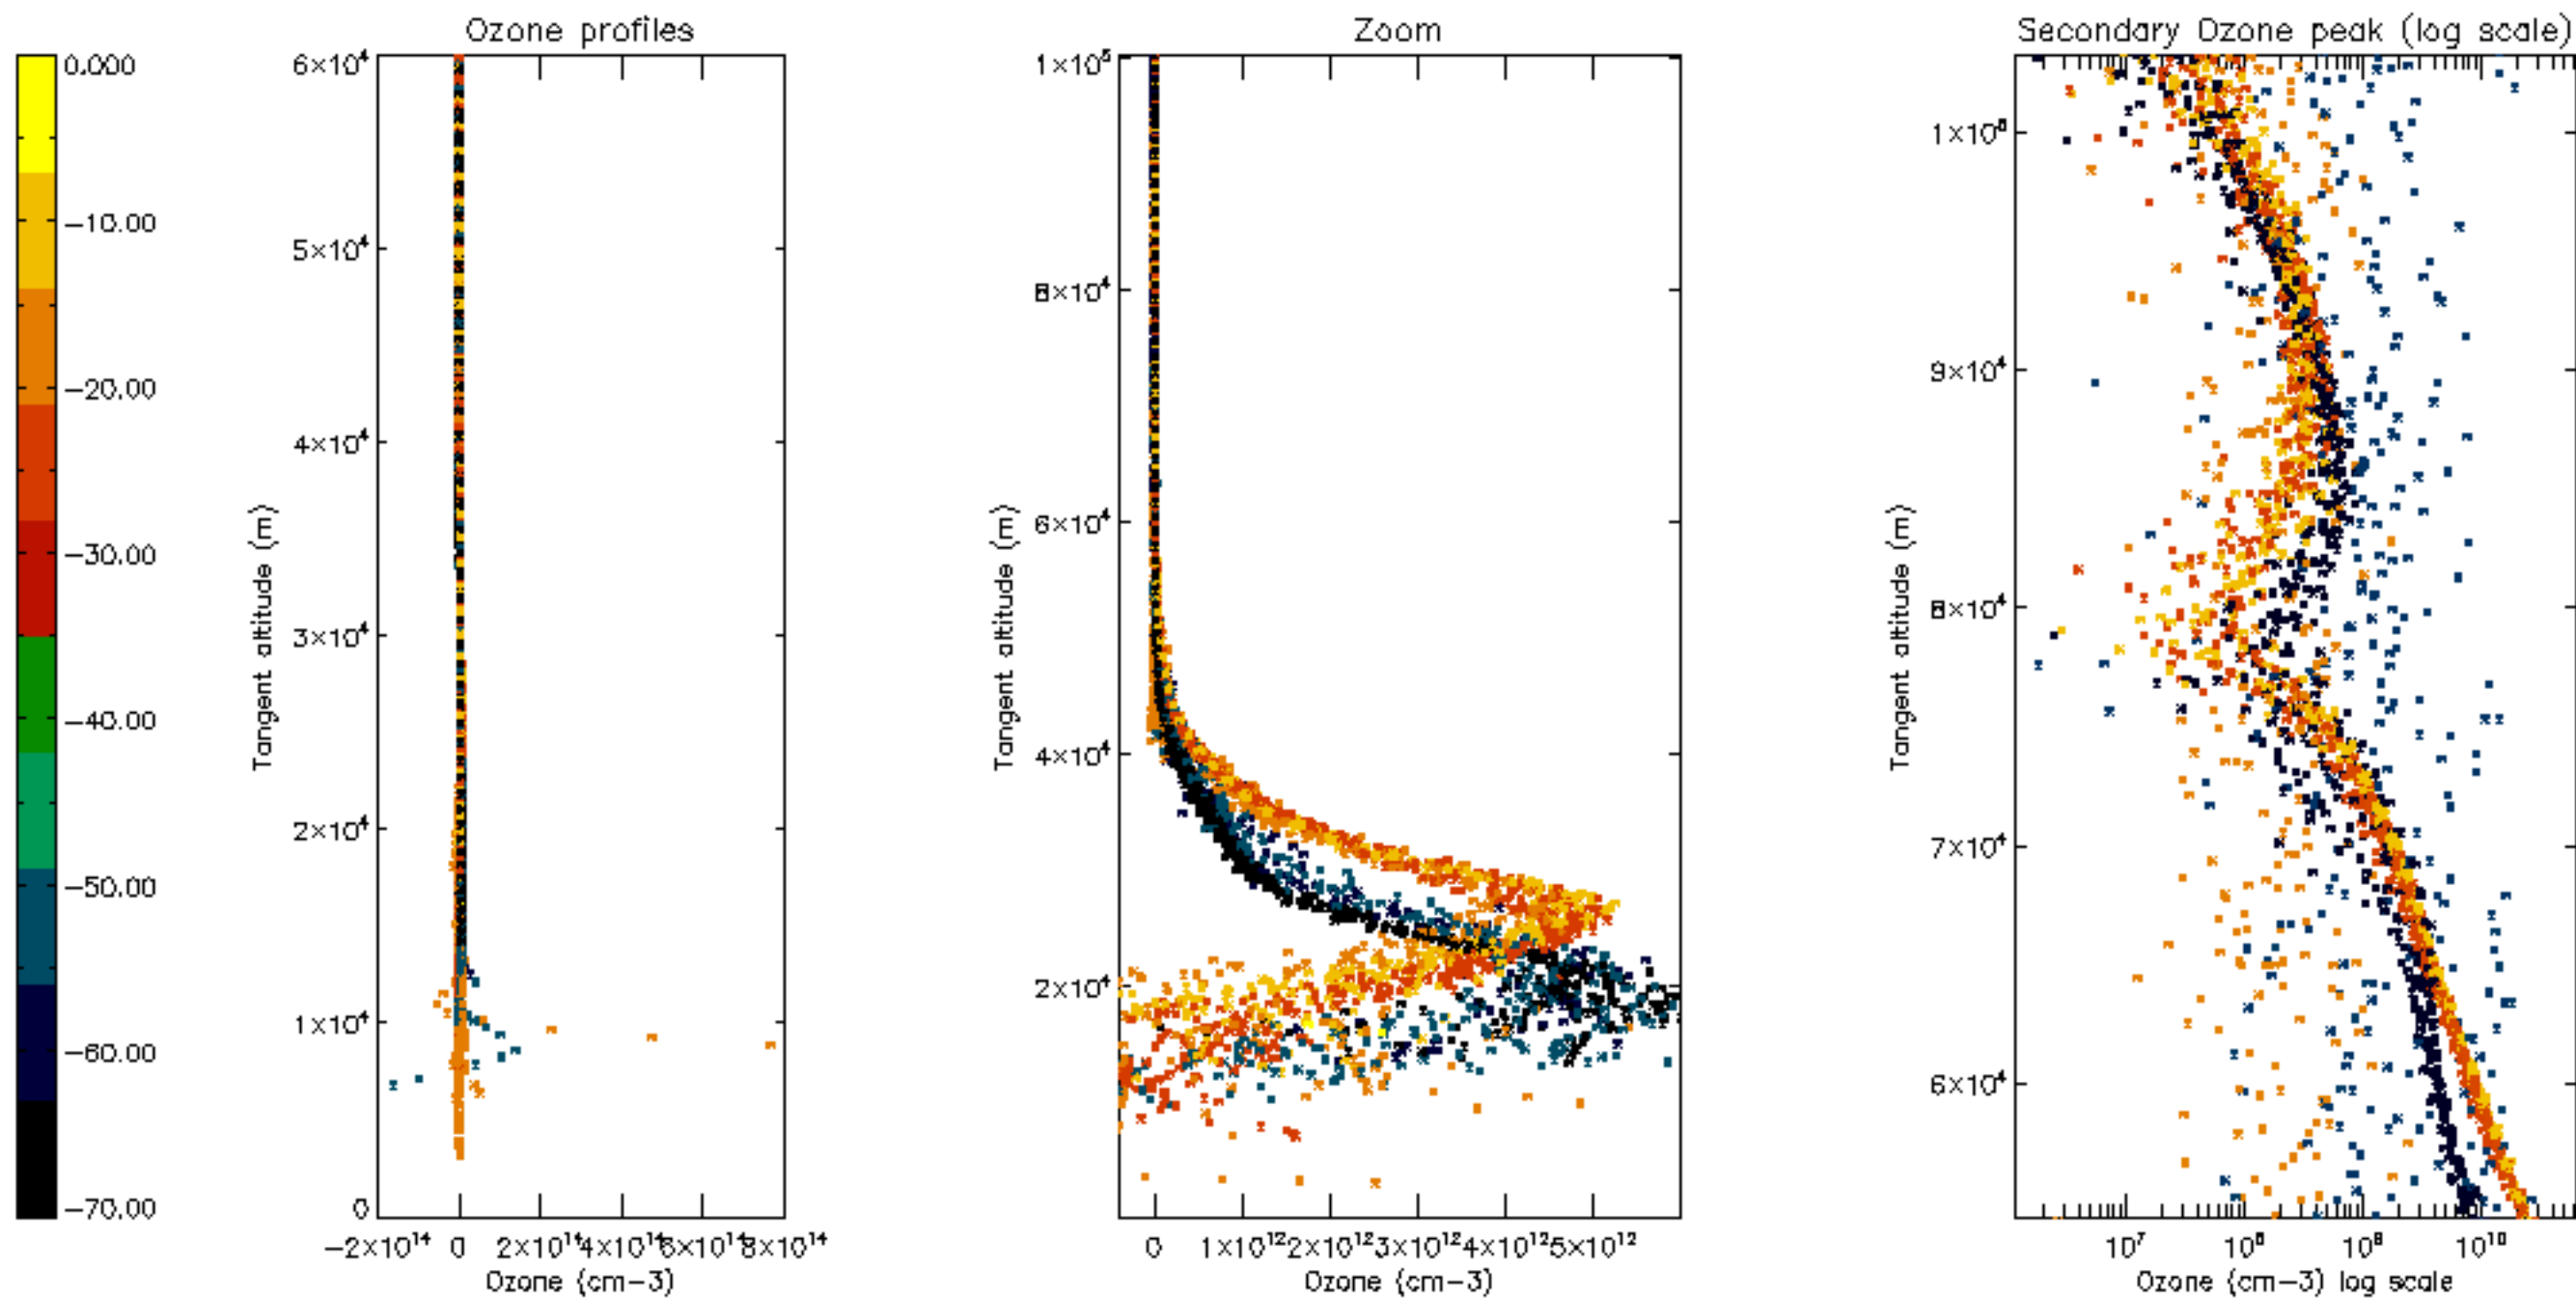 Ozone profiles
Zoom
Secondary Ozone peak (log scale)
0.000
−10.00
−20.00
−30.00
−40.00
−50.00
−60.00
−70.00
6×10⁴
5×10⁴
4×10⁴
3×10⁴
2×10⁴
1×10⁴
0
Tangent altitude (m)
−2×10¹⁴ 0 2×10¹⁴ 4×10¹⁴ 6×10¹⁴ 8×10¹⁴
Ozone (cm−3)
1×10⁵
8×10⁴
6×10⁴
4×10⁴
2×10⁴
Tangent altitude (m)
0 1×10¹² 2×10¹² 3×10¹² 4×10¹² 5×10¹²
Ozone (cm−3)
1×10⁵
9×10⁴
8×10⁴
7×10⁴
6×10⁴
Tangent altitude (m)
10⁷ 10⁸ 10⁹ 10¹⁰
Ozone (cm−3) log scale